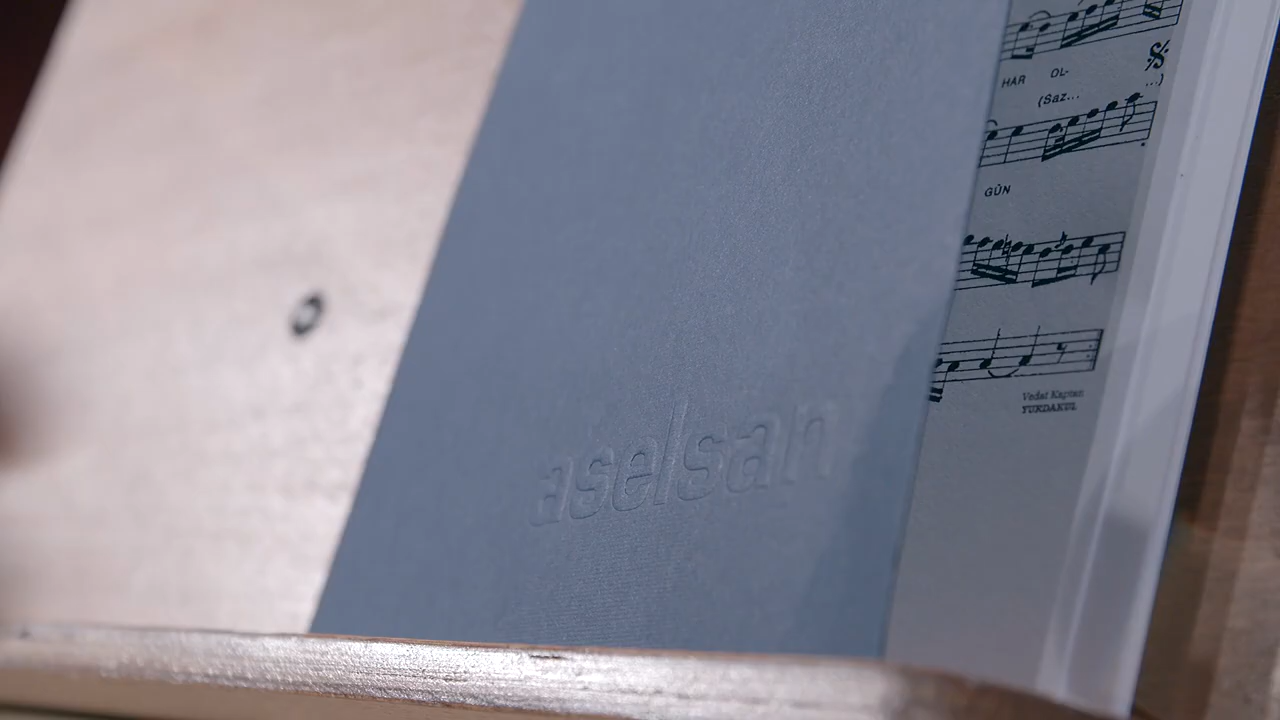 HAR OL-
(Saz... ...)
GÜN
aselsan
Vedat Kaptan
YURDAKUL